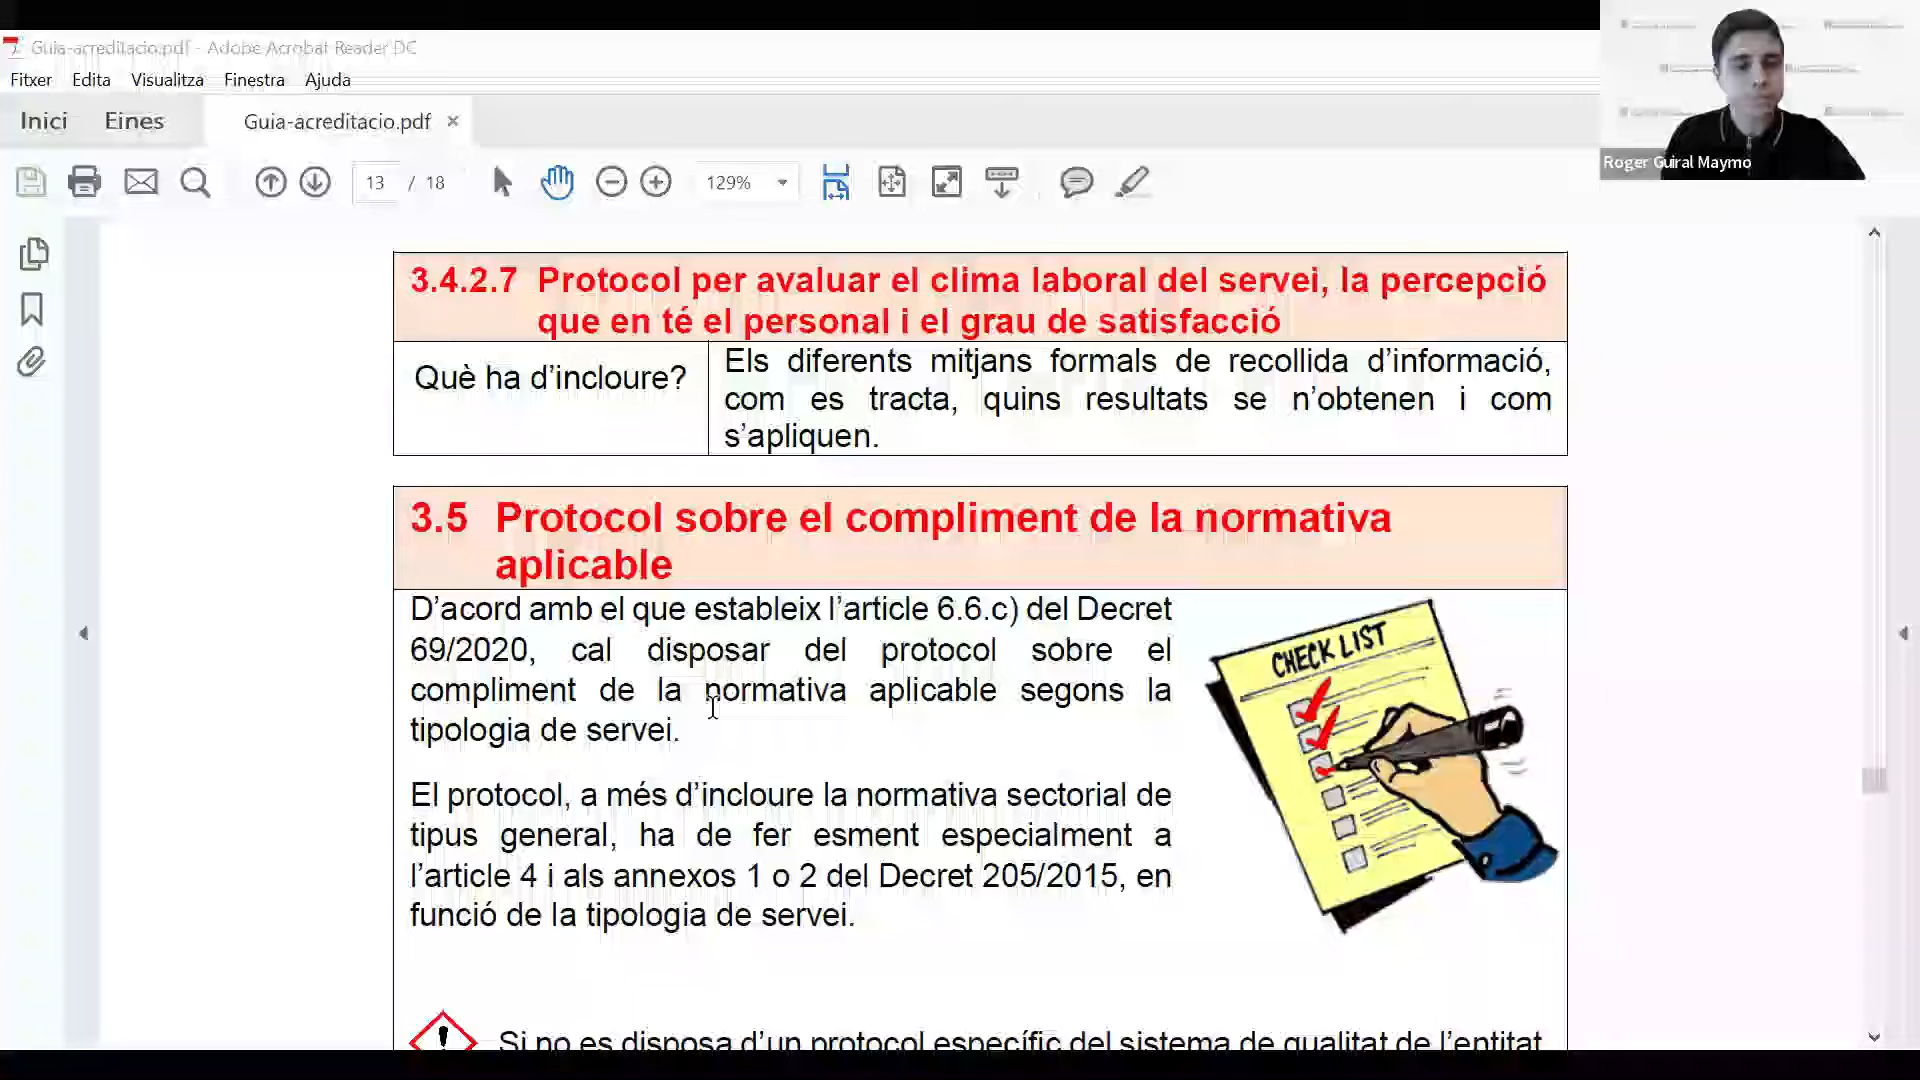 Guia-acreditacio.pdf - Adobe Acrobat Reader DC
Fitxer Edita Visualitza Finestra Ajuda
Inici Eines Guia-acreditacio.pdf ×
13 / 18 129%
Roger Guiral Maymo
3.4.2.7 Protocol per avaluar el clima laboral del servei, la percepció
que en té el personal i el grau de satisfacció
Què ha d’incloure?
Els diferents mitjans formals de recollida d’informació,
com es tracta, quins resultats se n’obtenen i com
s’apliquen.
3.5 Protocol sobre el compliment de la normativa
aplicable
D’acord amb el que estableix l’article 6.6.c) del Decret
69/2020, cal disposar del protocol sobre el
compliment de la normativa aplicable segons la
tipologia de servei.
CHECK LIST
El protocol, a més d’incloure la normativa sectorial de
tipus general, ha de fer esment especialment a
l’article 4 i als annexos 1 o 2 del Decret 205/2015, en
funció de la tipologia de servei.
Si no es disposa d’un protocol específic del sistema de qualitat de l’entitat